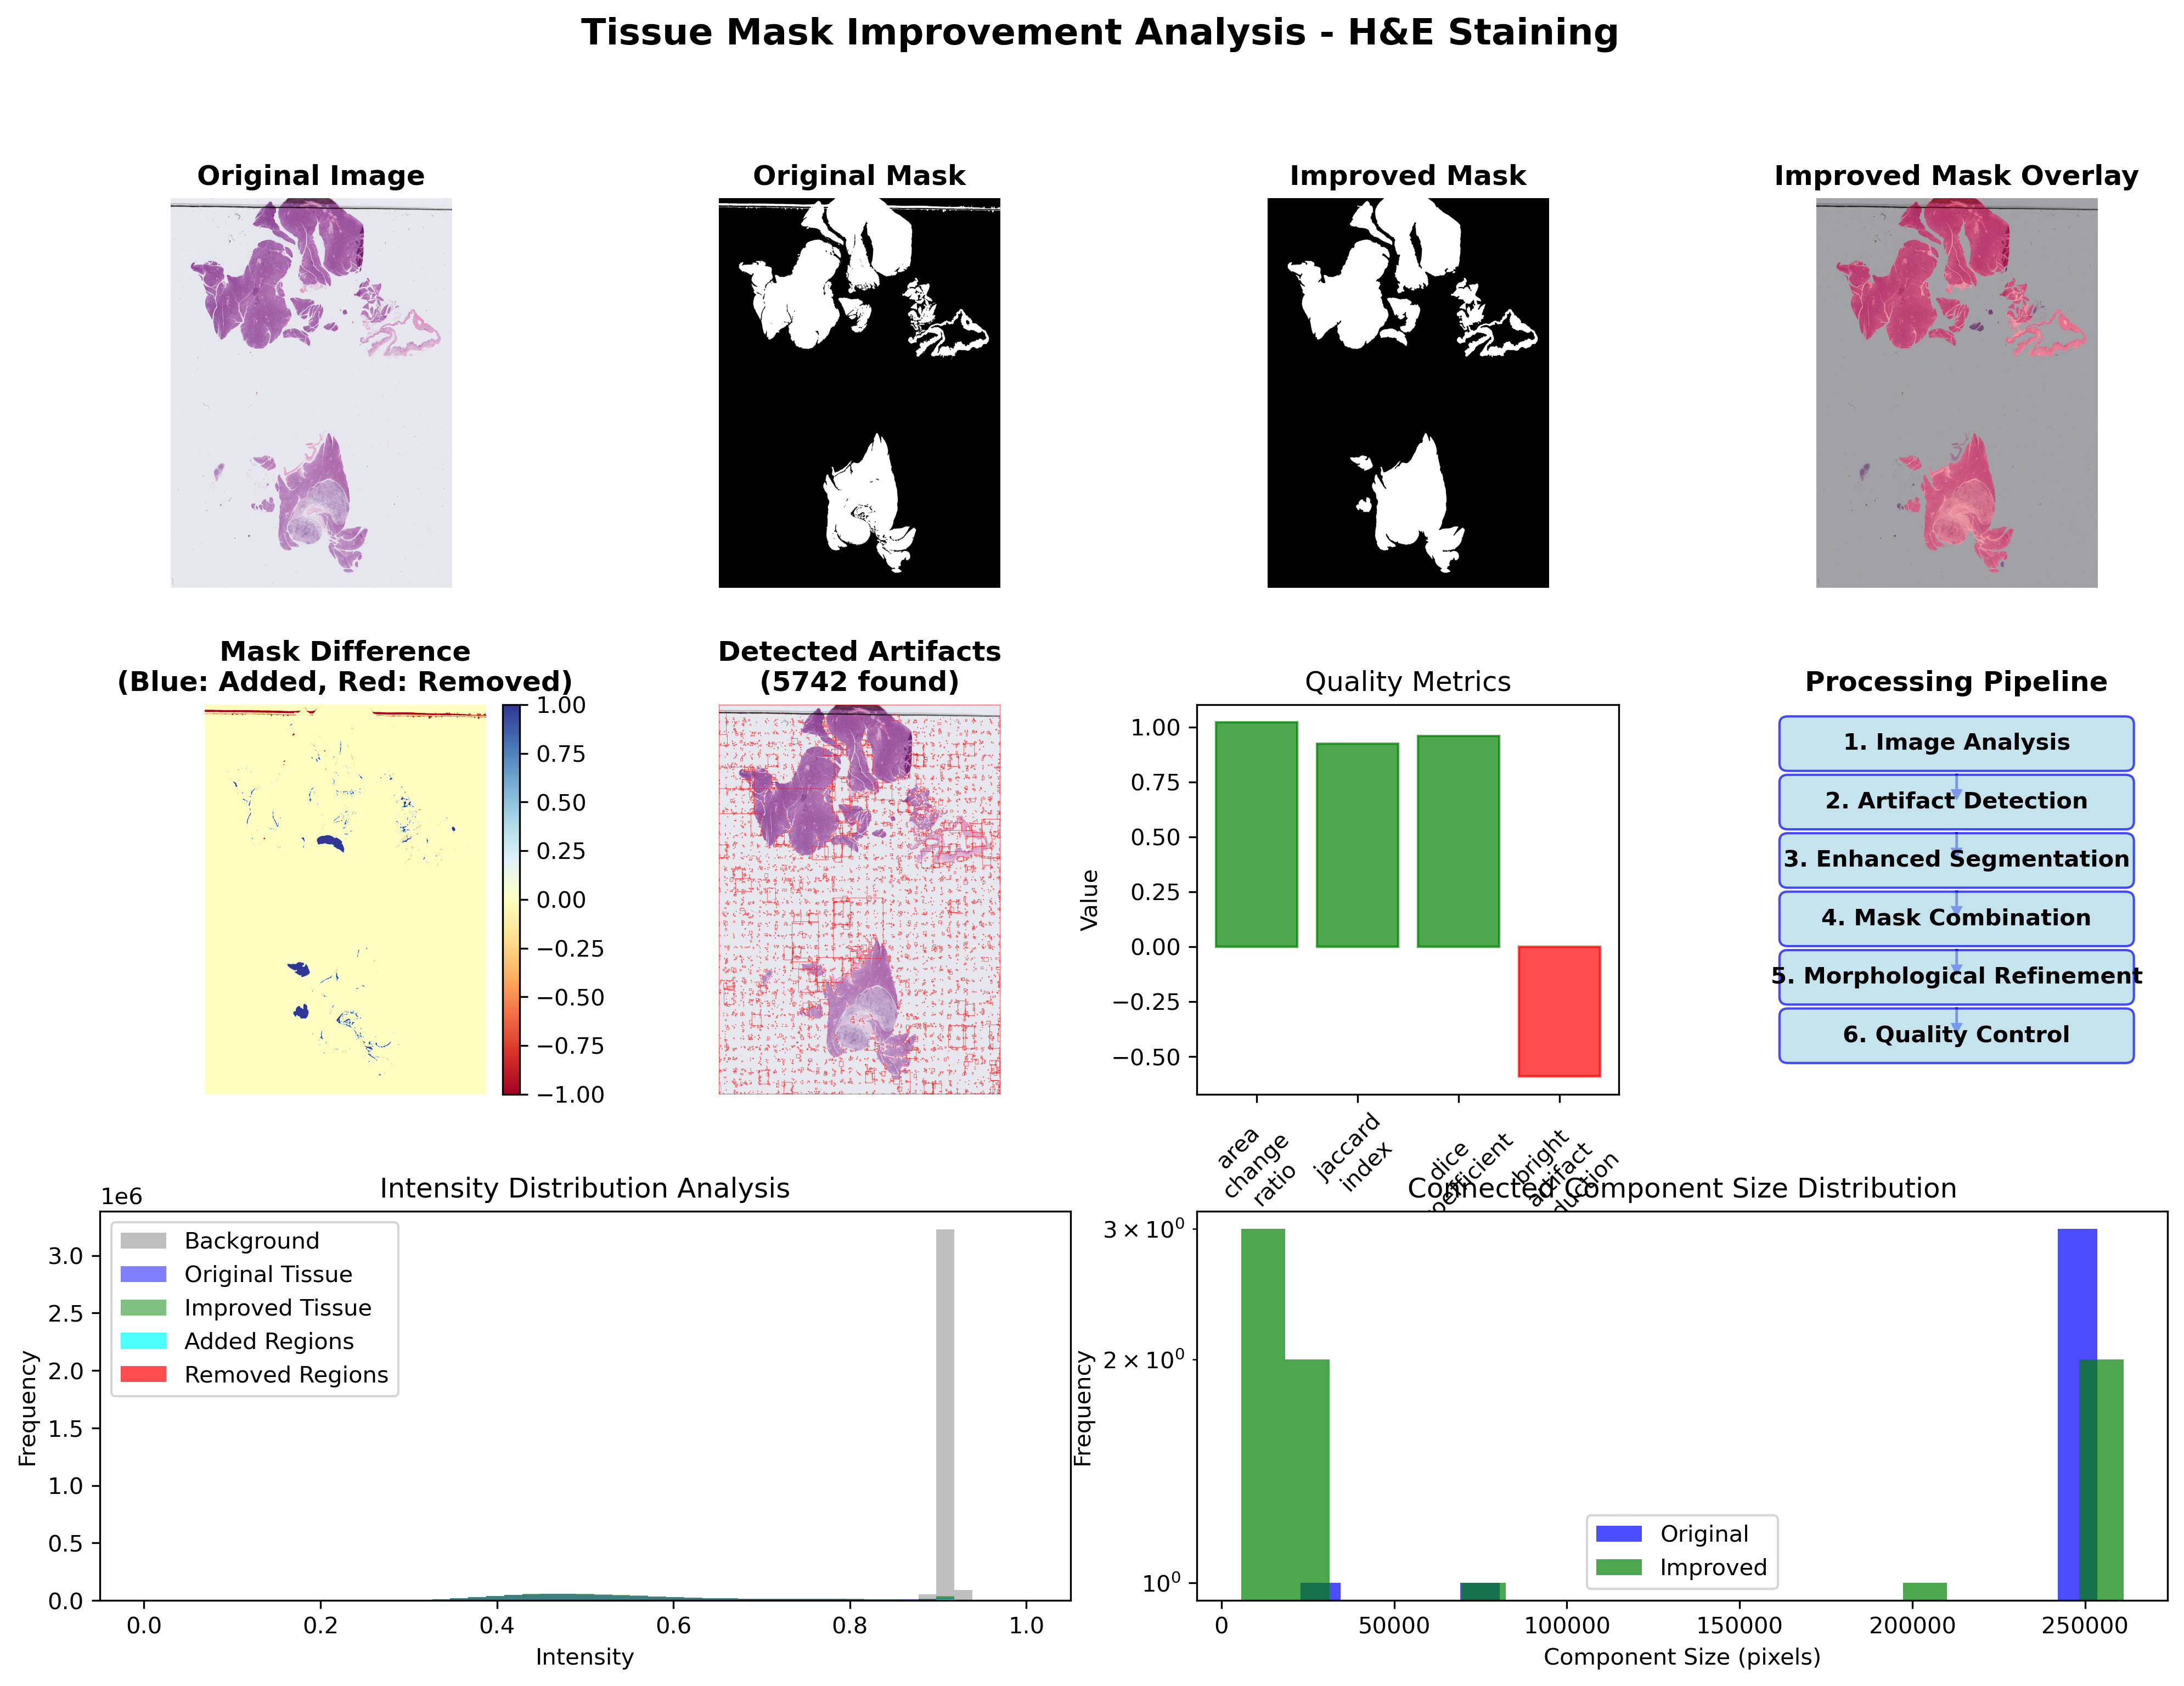 Tissue Mask Improvement Analysis - H&E Staining
Original Image
Original Mask
Improved Mask
Improved Mask Overlay
Mask Difference
(Blue: Added, Red: Removed)
1.00
0.75
0.50
0.25
0.00
−0.25
−0.50
−0.75
−1.00
Detected Artifacts
(5742 found)
Quality Metrics
Value
1.00
0.75
0.50
0.25
0.00
−0.25
−0.50
area
change
ratio
jaccard
index
dice
oefficient
bright
artifact
duction
Processing Pipeline
1. Image Analysis
2. Artifact Detection
3. Enhanced Segmentation
4. Mask Combination
5. Morphological Refinement
6. Quality Control
Intensity Distribution Analysis
1e6
Frequency
3.0
2.5
2.0
1.5
1.0
0.5
0.0
Background
Original Tissue
Improved Tissue
Added Regions
Removed Regions
0.0 0.2 0.4 0.6 0.8 1.0
Intensity
Connected Component Size Distribution
Frequency
3 × 10⁰
2 × 10⁰
10⁰
Original
Improved
0 50000 100000 150000 200000 250000
Component Size (pixels)